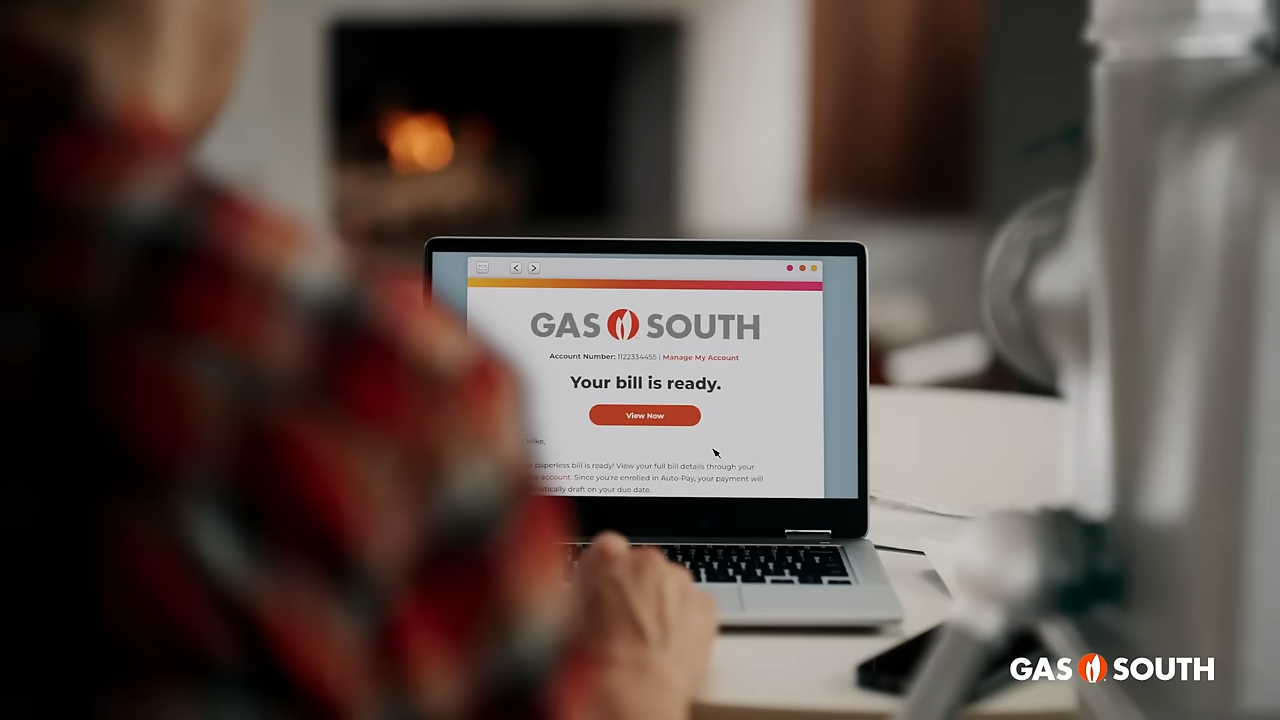 GAS SOUTH
Account Number: 1122334455 | Manage My Account
Your bill is ready.
View Now
Mike,
paperless bill is ready! View your full bill details through your
account. Since you're enrolled in Auto-Pay, your payment will
draft on your due date.
GAS SOUTH